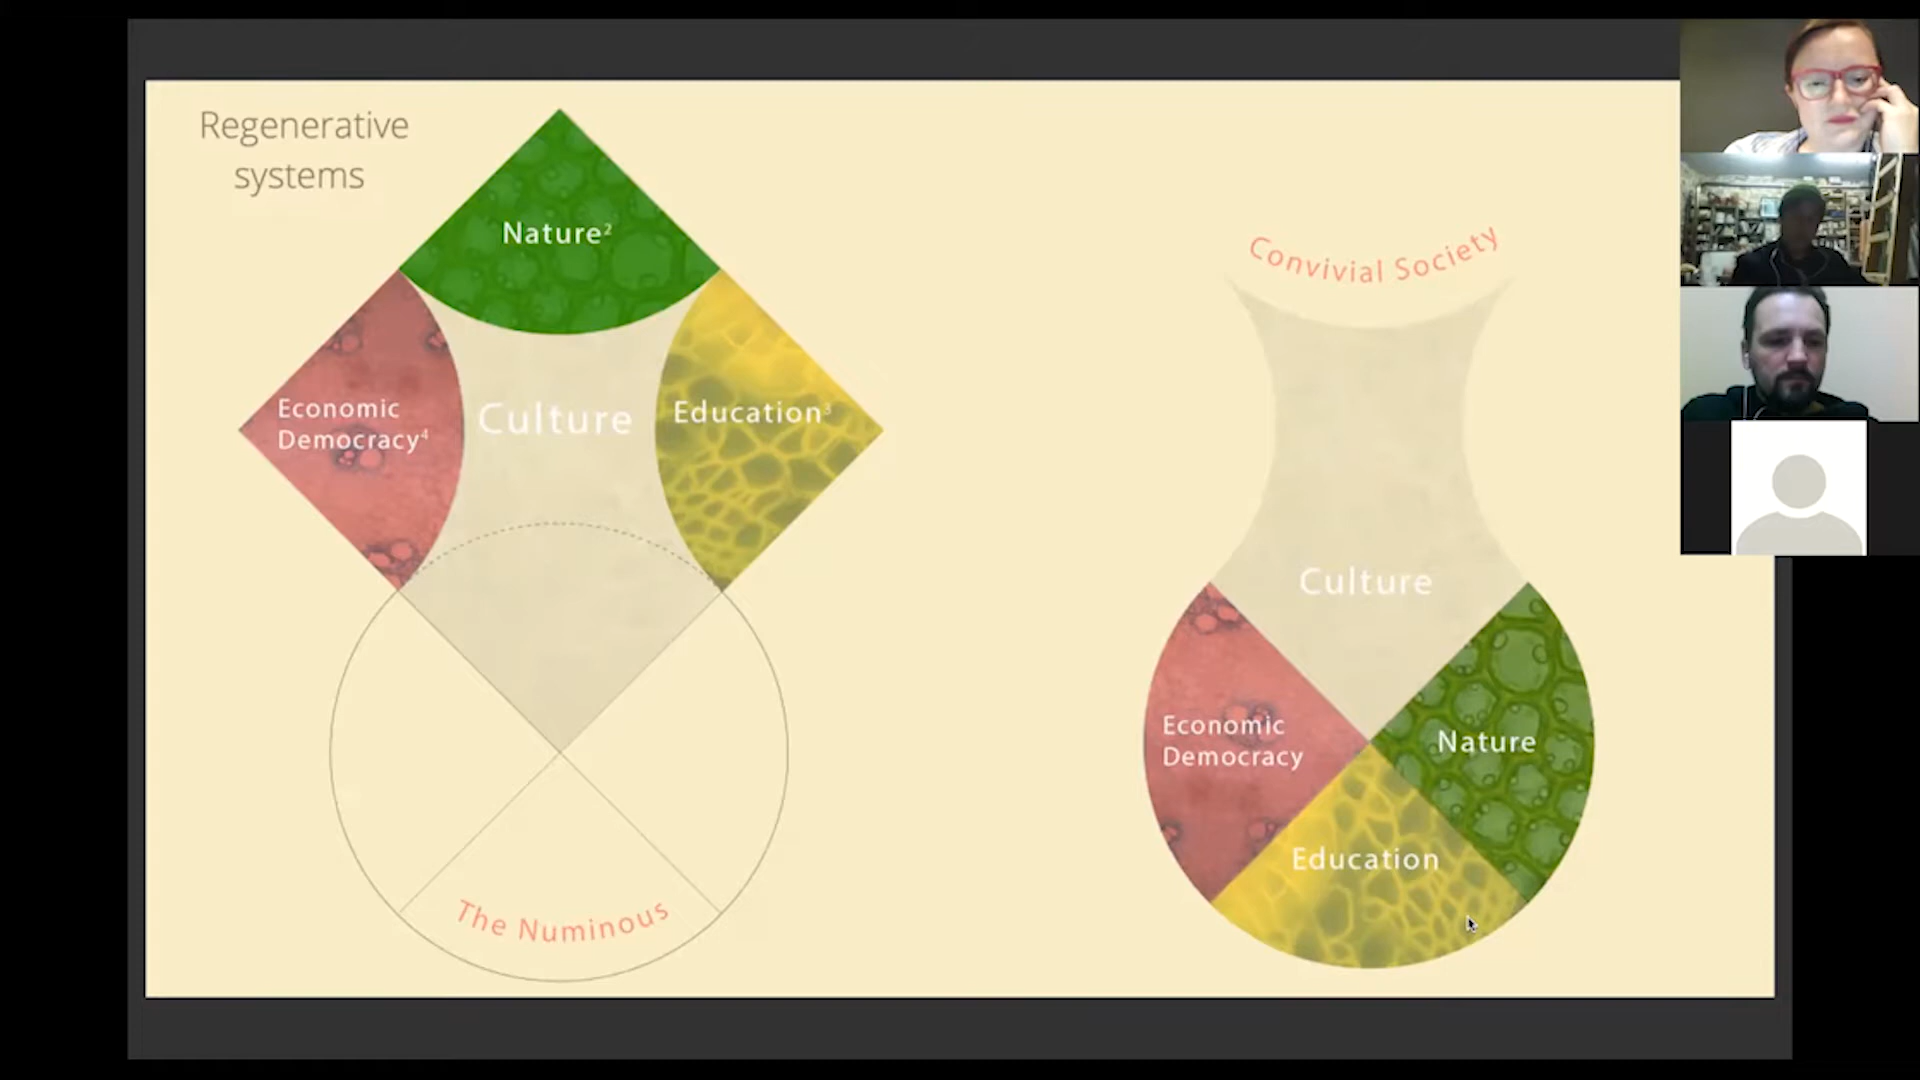 Regenerative
systems
Nature²
Economic
Democracy⁴
Culture
Education³
The Numinous
Convivial Society
Culture
Economic
Democracy
Nature
Education